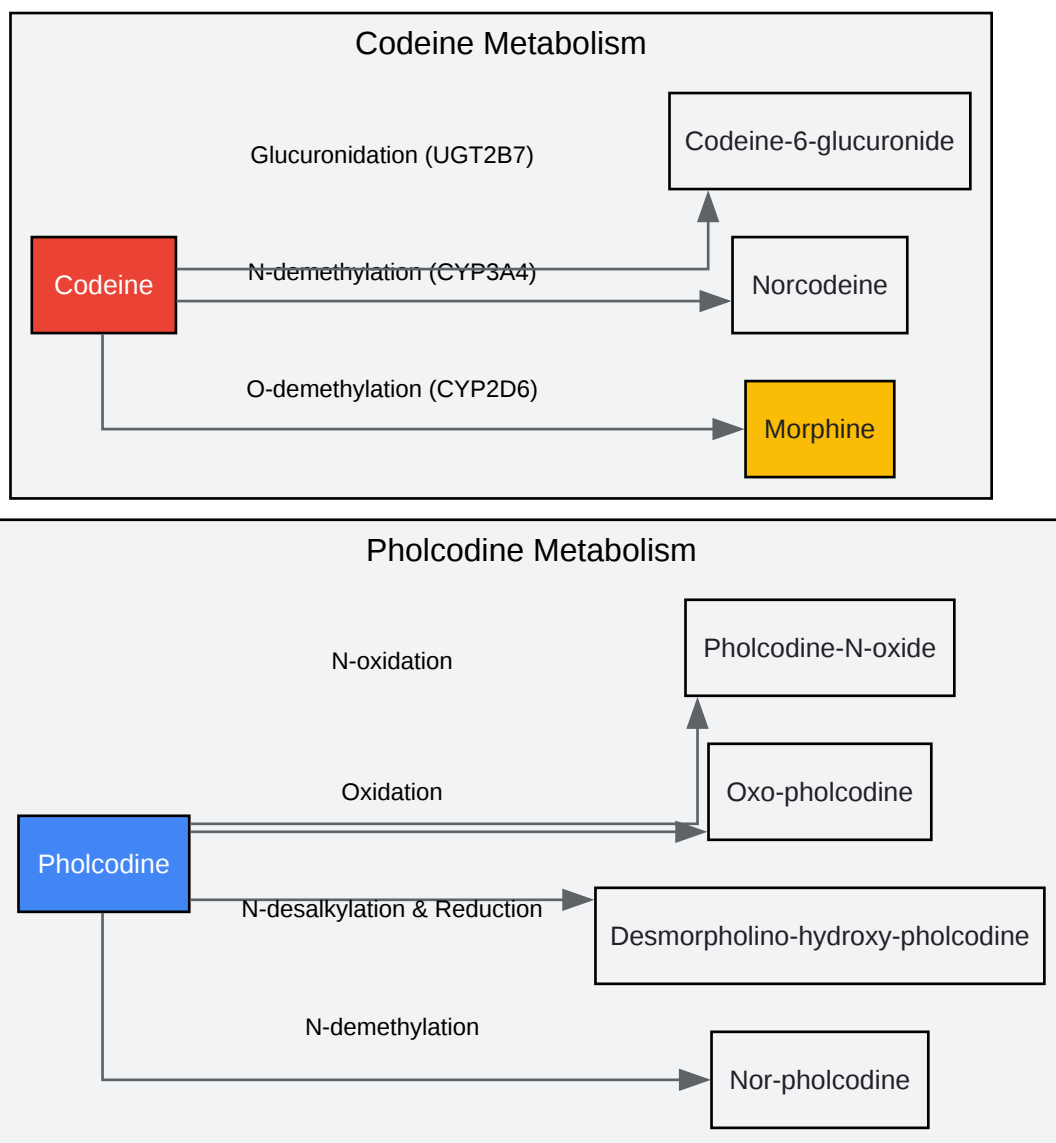 Codeine Metabolism
Glucuronidation (UGT2B7)
Codeine-6-glucuronide
Codeine
N-demethylation (CYP3A4)
Norcodeine
O-demethylation (CYP2D6)
Morphine
Pholcodine Metabolism
N-oxidation
Pholcodine-N-oxide
Oxidation
Oxo-pholcodine
Pholcodine
N-desalkylation & Reduction
Desmorpholino-hydroxy-pholcodine
N-demethylation
Nor-pholcodine